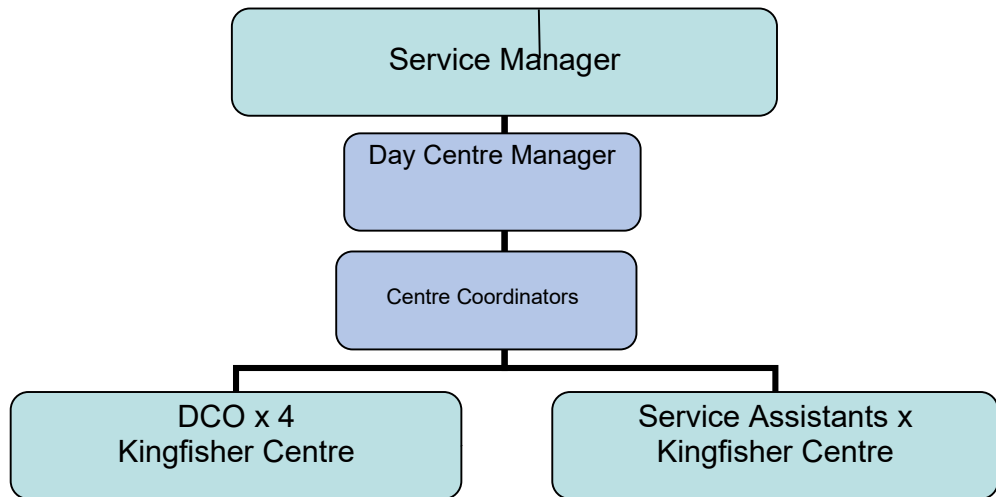 Service Manager
Day Centre Manager
Centre Coordinators
DCO x 4
Kingfisher Centre
Service Assistants x
Kingfisher Centre